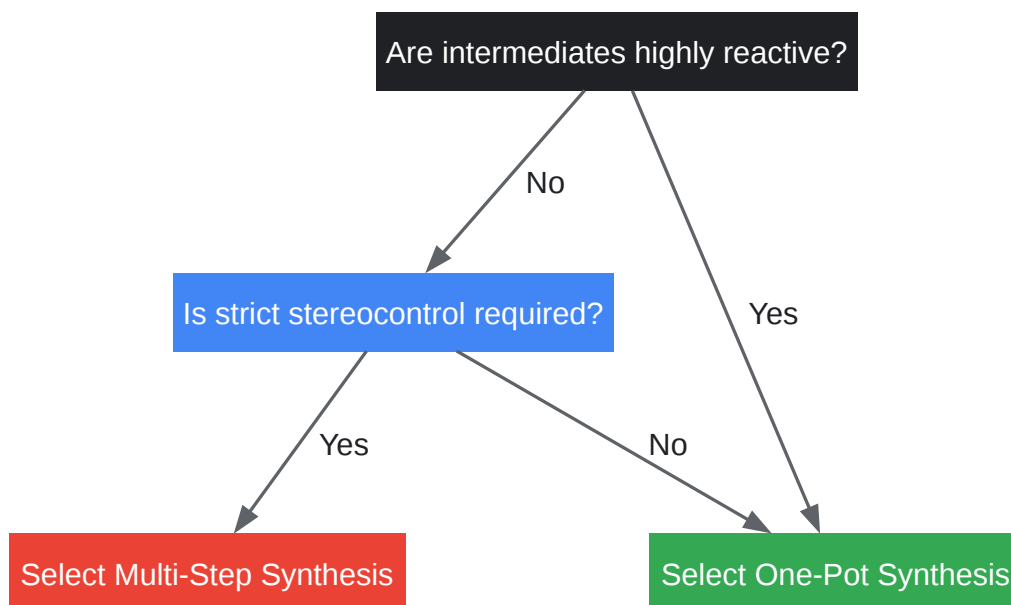 Are intermediates highly reactive?
No
Is strict stereocontrol required?
Yes
Yes
No
Select Multi-Step Synthesis
Select One-Pot Synthesis